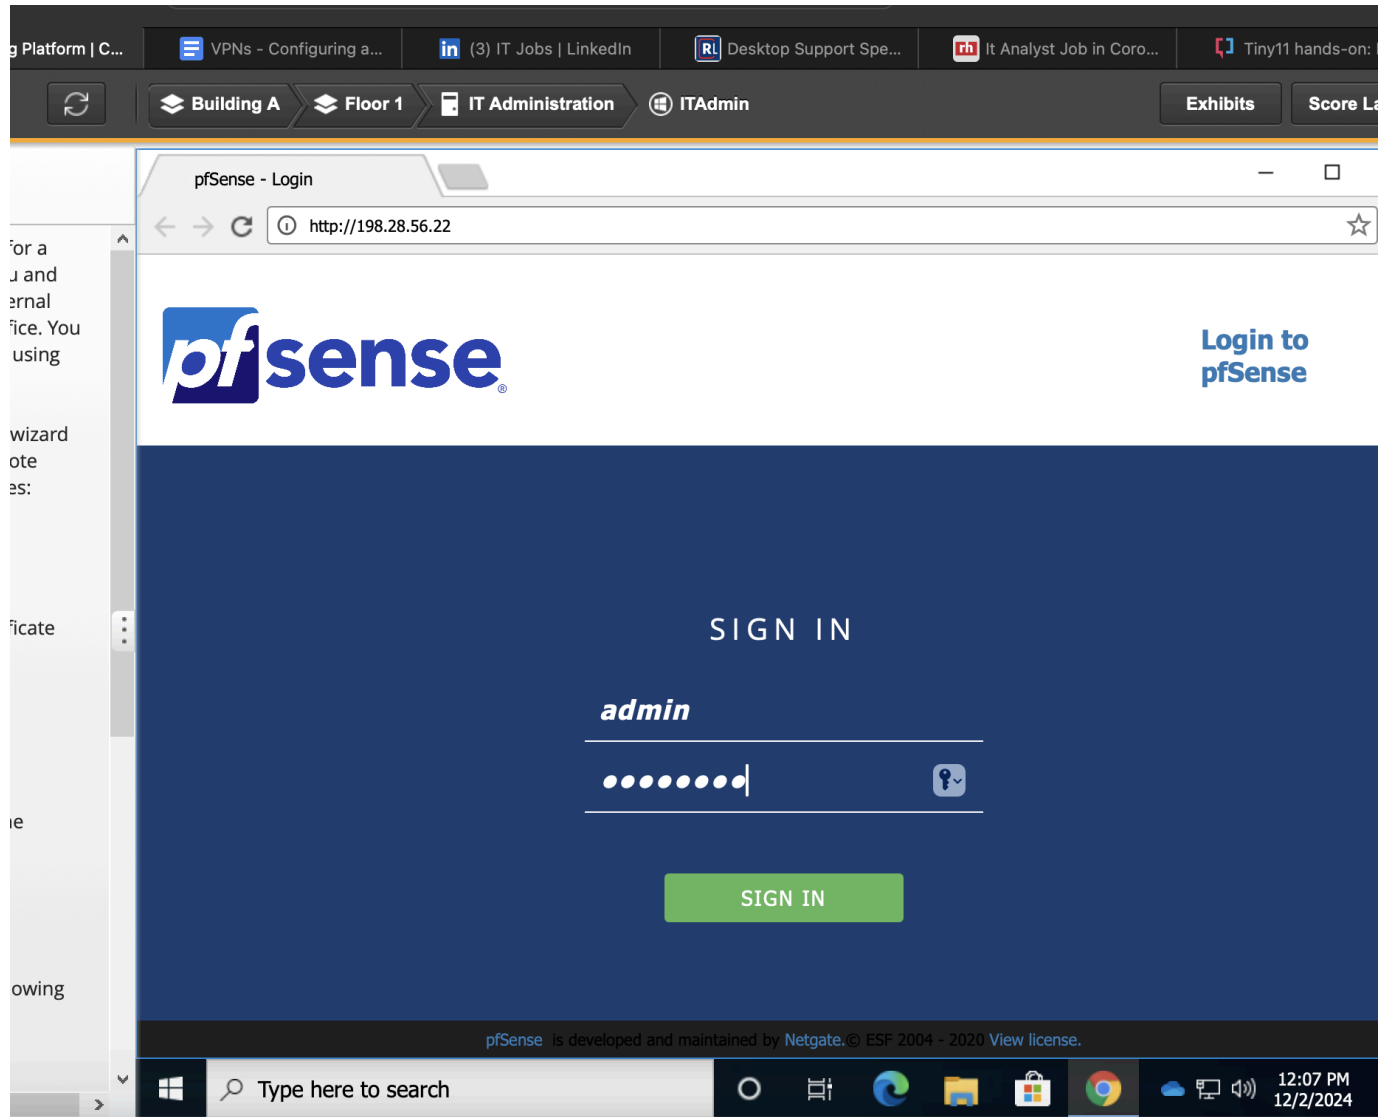 g Platform | C...
VPNs - Configuring a...
in (3) IT Jobs | LinkedIn
RL Desktop Support Spe...
rh It Analyst Job in Coro...
Tiny11 hands-on:
Building A
Floor 1
IT Administration
ITAdmin
Exhibits
Score La
for a
u and
ernal
fice. You
using
wizard
ote
es:
ficate
ne
owing
pfSense - Login
http://198.28.56.22
pfsense®
Login to
pfSense
SIGN IN
admin
SIGN IN
pfSense is developed and maintained by Netgate.© ESF 2004 - 2020 View license.
Type here to search
12:07 PM
12/2/2024